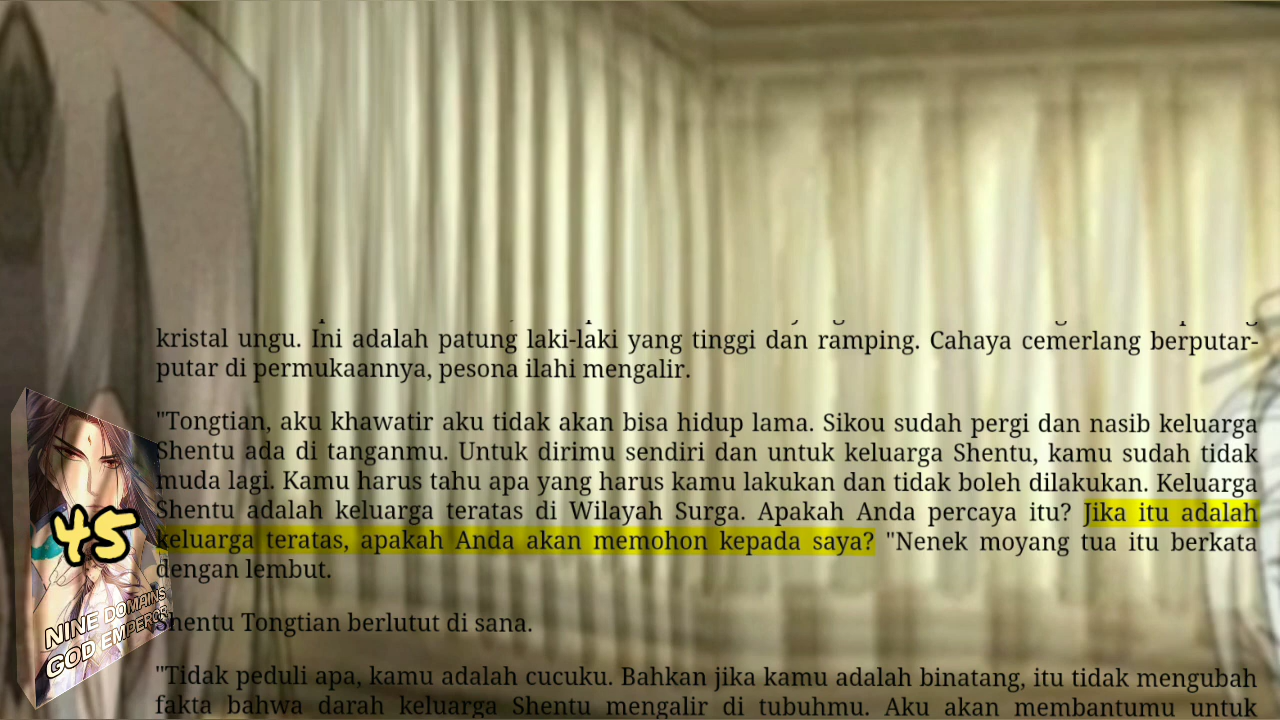 kristal ungu. Ini adalah patung laki-laki yang tinggi dan ramping. Cahaya cemerlang berputar-
putar di permukaannya, pesona ilahi mengalir.
"Tongtian, aku khawatir aku tidak akan bisa hidup lama. Sikou sudah pergi dan nasib keluarga
Shentu ada di tanganmu. Untuk dirimu sendiri dan untuk keluarga Shentu, kamu sudah tidak
muda lagi. Kamu harus tahu apa yang harus kamu lakukan dan tidak boleh dilakukan. Keluarga
Shentu adalah keluarga teratas di Wilayah Surga. Apakah Anda percaya itu? Jika itu adalah
keluarga teratas, apakah Anda akan memohon kepada saya? "Nenek moyang tua itu berkata
dengan lembut.
Shentu Tongtian berlutut di sana.
"Tidak peduli apa, kamu adalah cucuku. Bahkan jika kamu adalah binatang, itu tidak mengubah
fakta bahwa darah keluarga Shentu mengalir di tubuhmu. Aku akan membantumu untuk
45
NINE DOMAINS
GOD EMPEROR